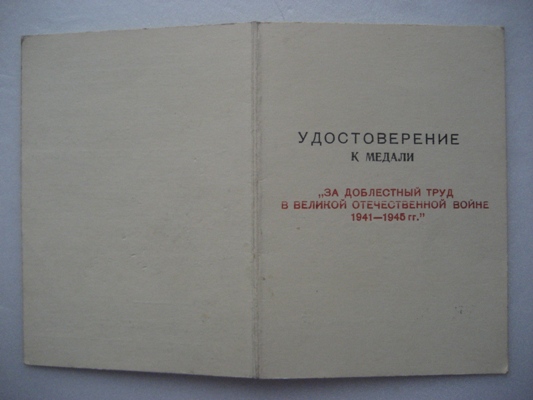 УДОСТОВЕРЕНИЕ
К МЕДАЛИ
„ЗА ДОБЛЕСТНЫЙ ТРУД
В ВЕЛИКОЙ ОТЕЧЕСТВЕННОЙ ВОЙНЕ
1941—1945 гг."